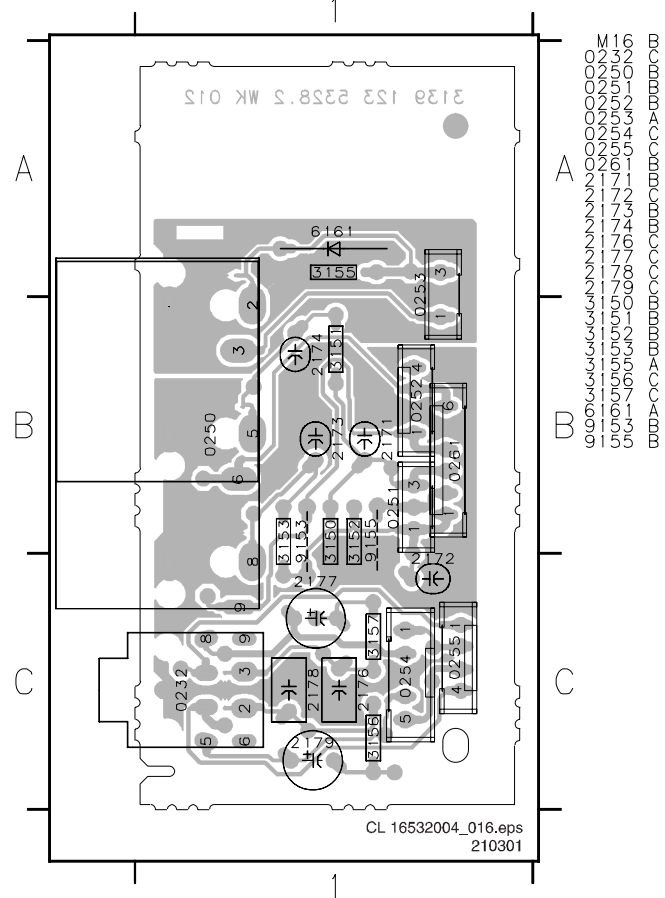 1
M16 B
0232 C
0250 B
0251 B
0252 B
0253 A
0254 C
0255 C
0261 B
2171 B
2172 C
2173 B
2174 B
2176 C
2177 C
2178 C
2179 C
3150 B
3151 B
3152 B
3153 B
3155 A
3156 C
3157 C
6161 A
9153 B
9155 B
3139 123 5328.2 WK 012
A
A
6161
3155
0253
3
1
2
3
2174
3151
0252
4
1
6
B
0250
5
2173
2171
0261
1
B
6
0251
3
1
3153
9153
3150
3152
9155
8
2172
9
2177
8
9
3157
1
0254
0255
1
C
0232
3
2178
2176
4
C
2
5
5
6
2179
3156
CL 16532004_016.eps
210301
1